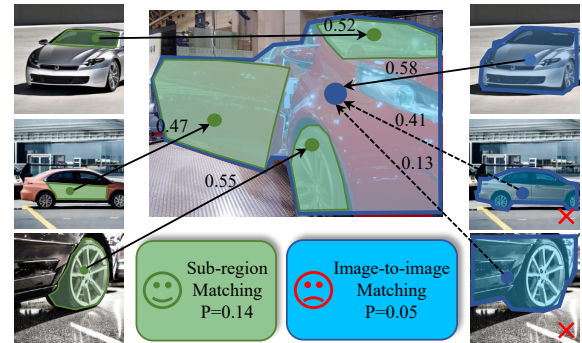 0.52
0.58
0.47
0.41
0.13
0.55
Sub-region
Matching
P=0.14
Image-to-image
Matching
P=0.05